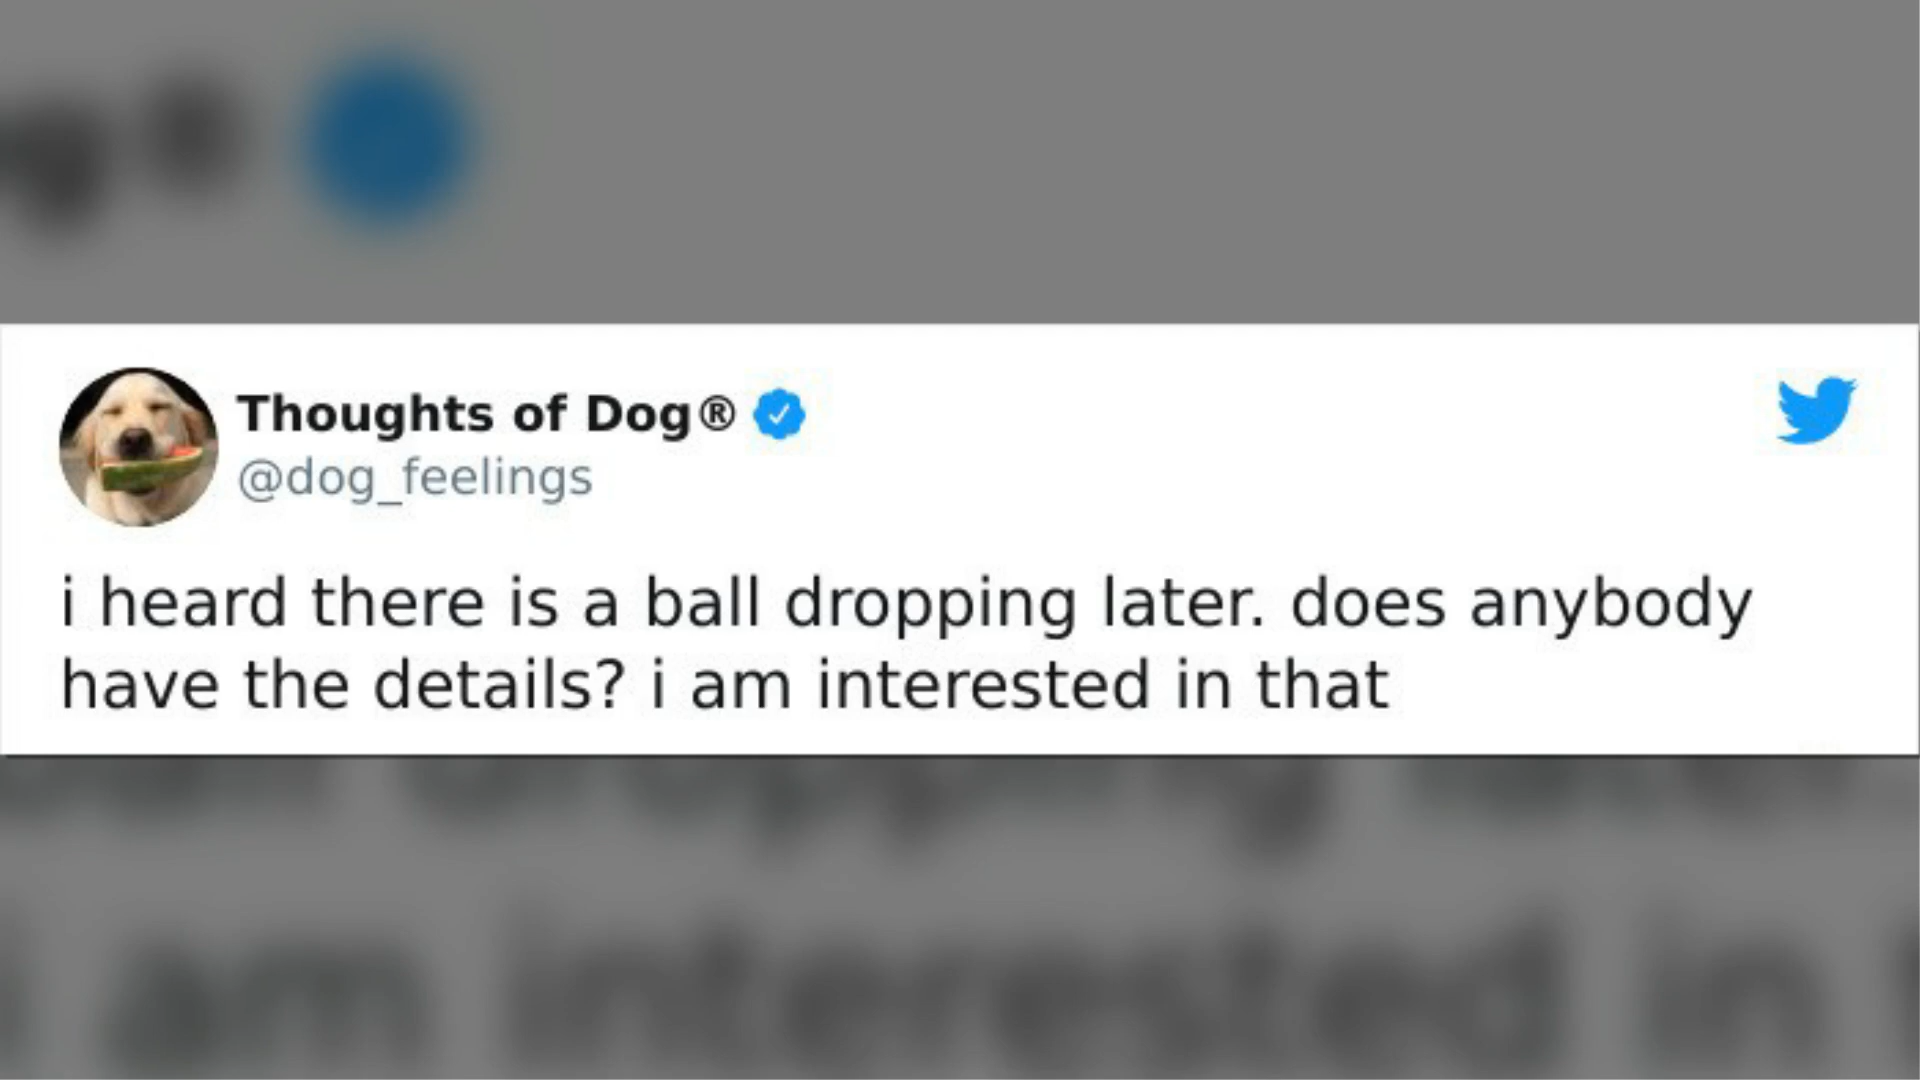 Thoughts of Dog®
@dog_feelings
i heard there is a ball dropping later. does anybody
have the details? i am interested in that